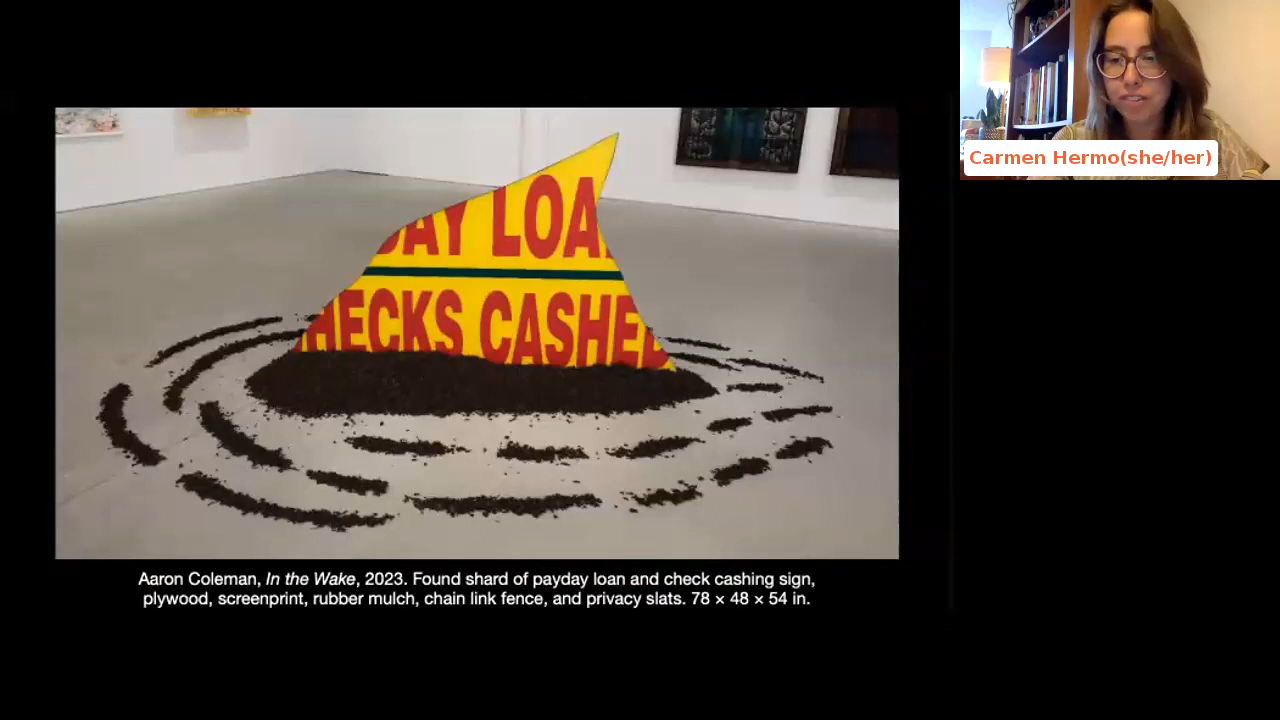 Carmen Hermo(she/her)
DAY LOA
HECKS CASHE
Aaron Coleman, In the Wake, 2023. Found shard of payday loan and check cashing sign,
plywood, screenprint, rubber mulch, chain link fence, and privacy slats. 78 × 48 × 54 in.